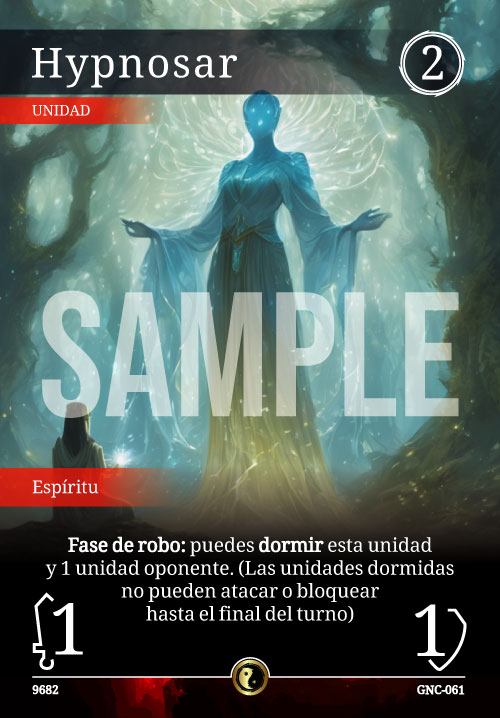 Hypnosar
2
UNIDAD
SAMPLE
Espíritu
Fase de robo: puedes dormir esta unidad
y 1 unidad oponente. (Las unidades dormidas
no pueden atacar o bloquear
hasta el final del turno)
1
1
9682
GNC-061